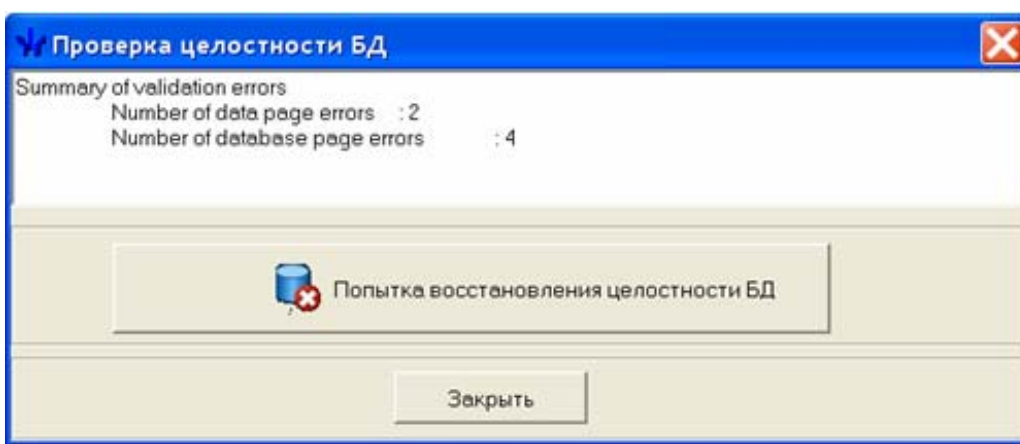 Проверка целостности БД
Summary of validation errors
Number of data page errors : 2
Number of database page errors : 4
Попытка восстановления целостности БД
Закрыть